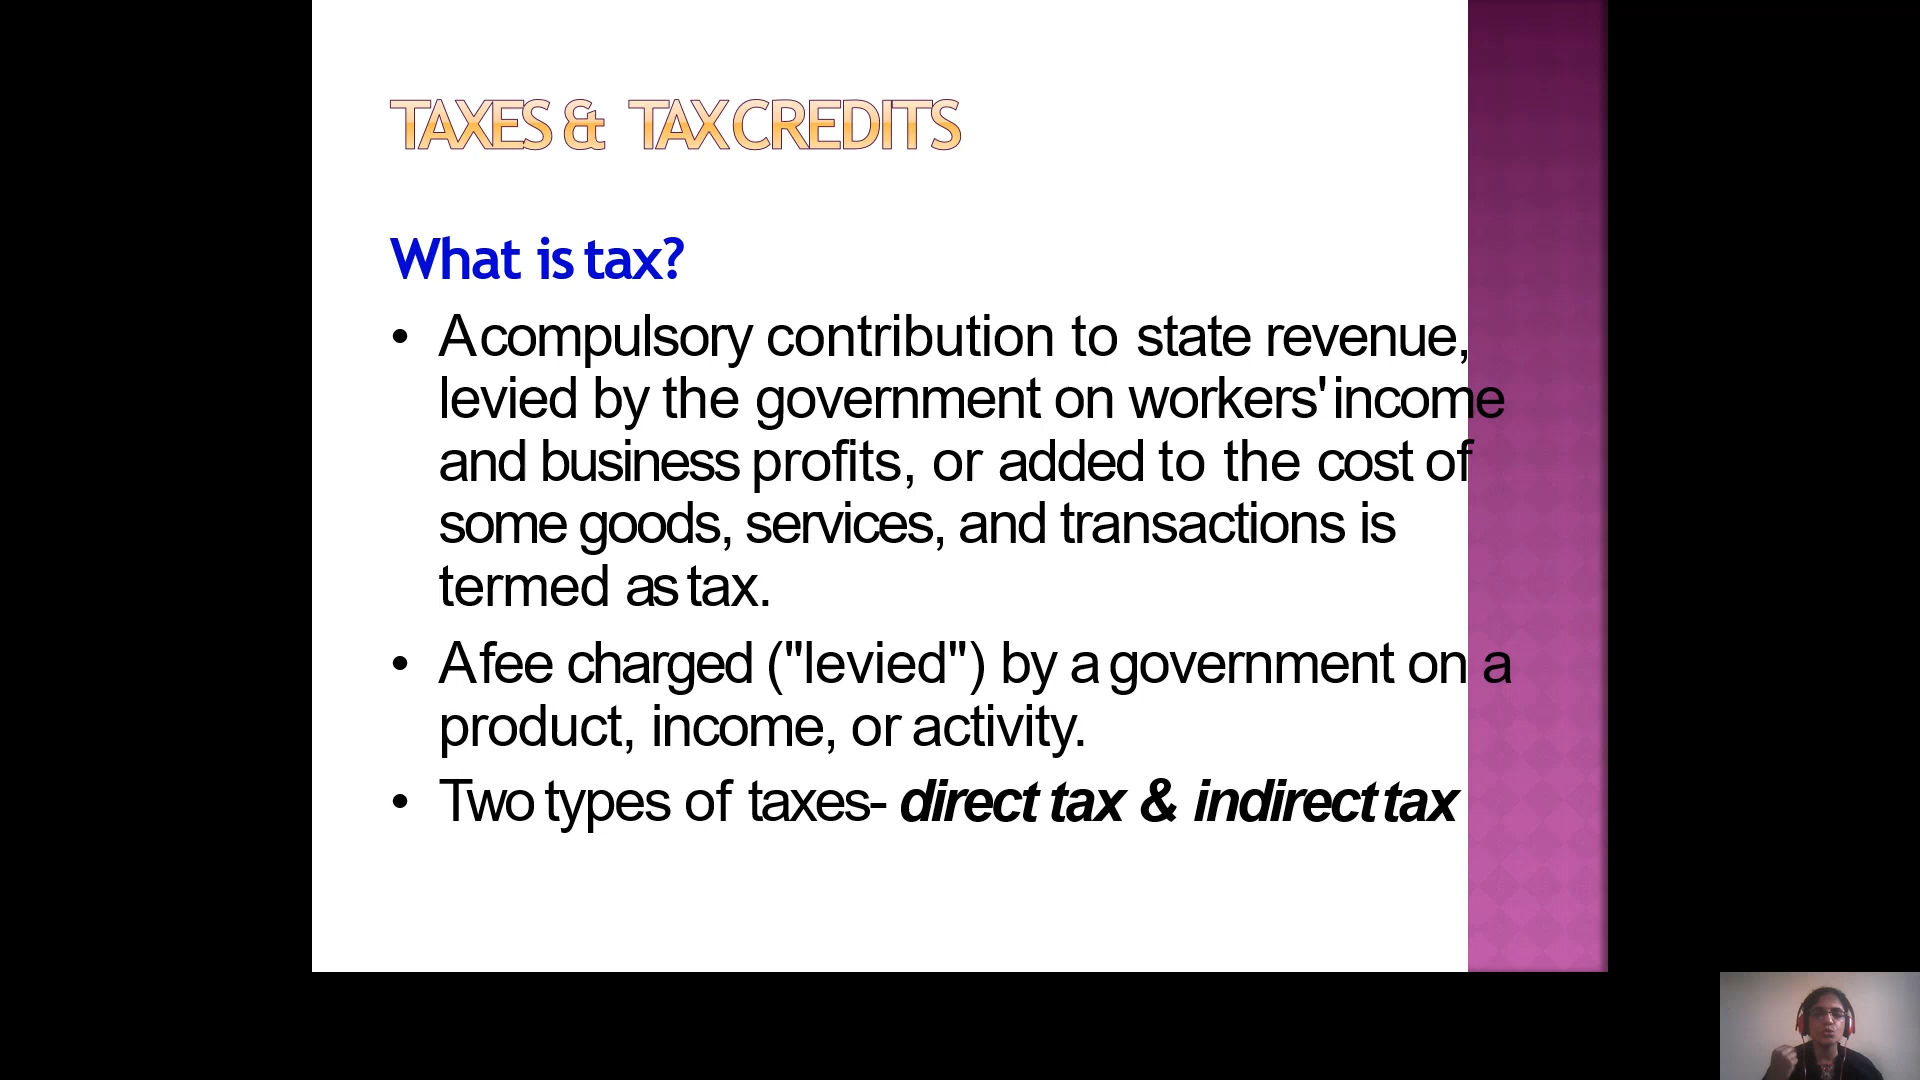 TAXES & TAX CREDITS
What is tax?
• A compulsory contribution to state revenue,
levied by the government on workers' income
and business profits, or added to the cost of
some goods, services, and transactions is
termed as tax.
• A fee charged ("levied") by a government on a
product, income, or activity.
• Two types of taxes- direct tax & indirect tax